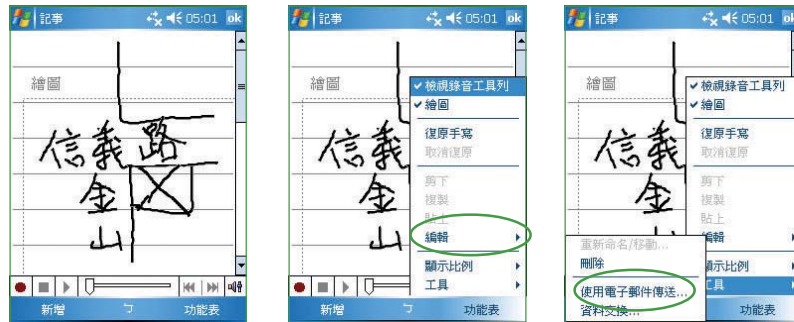 記事 05:01 ok
繪圖
信義路
金
山
新增 ㄅ 功能表
記事 05:01 ok
繪圖
信義
金
山
檢視錄音工具列
繪圖
復原手寫
取消復原
剪下
複製
貼上
編輯
顯示比例
工具
新增 ㄅ 功能表
記事 05:01 ok
繪圖
信義
金
檢視錄音工具列
繪圖
復原手寫
取消復原
剪下
複製
貼上
編輯
顯示比例
工具
重新命名/移動...
刪除
使用電子郵件傳送...
資料交換...
功能表